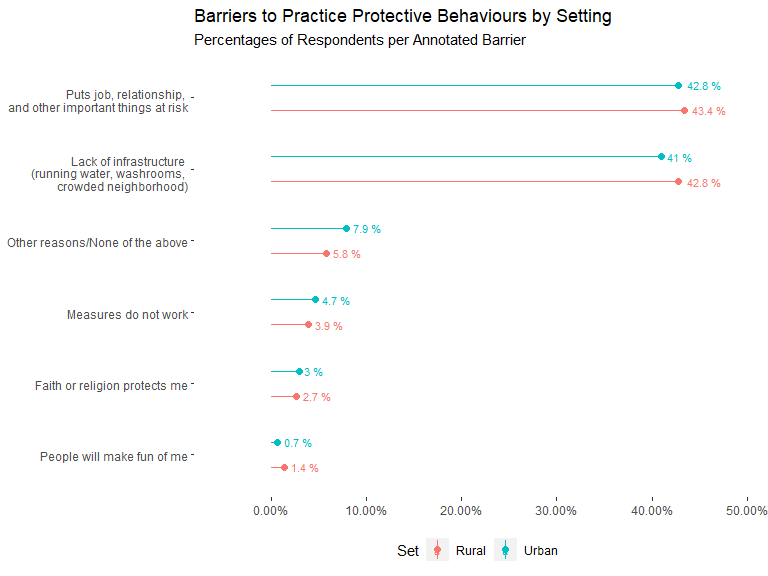 Barriers to Practice Protective Behaviours by Setting
Percentages of Respondents per Annotated Barrier
Puts job, relationship,
and other important things at risk
42.8 %
43.4 %
Lack of infrastructure
(running water, washrooms,
crowded neighborhood)
41 %
42.8 %
Other reasons/None of the above
7.9 %
5.8 %
Measures do not work
4.7 %
3.9 %
Faith or religion protects me
3 %
2.7 %
People will make fun of me
0.7 %
1.4 %
0.00% 10.00% 20.00% 30.00% 40.00% 50.00%
Set Rural Urban